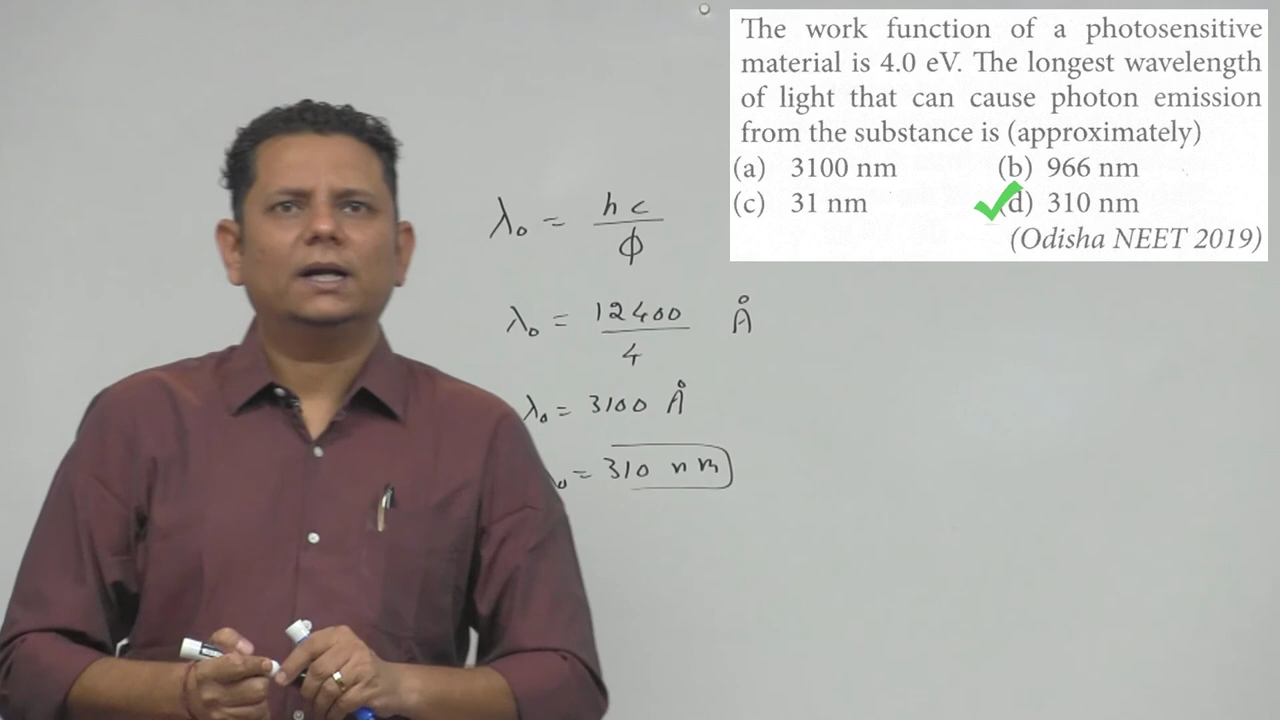 The work function of a photosensitive
material is 4.0 eV. The longest wavelength
of light that can cause photon emission
from the substance is (approximately)
(a) 3100 nm (b) 966 nm
(c) 31 nm (d) 310 nm
(Odisha NEET 2019)
λ₀ = hc/ϕ
λ₀ = 12400/4 Å
λ₀ = 3100 Å
₀ = 310 nm